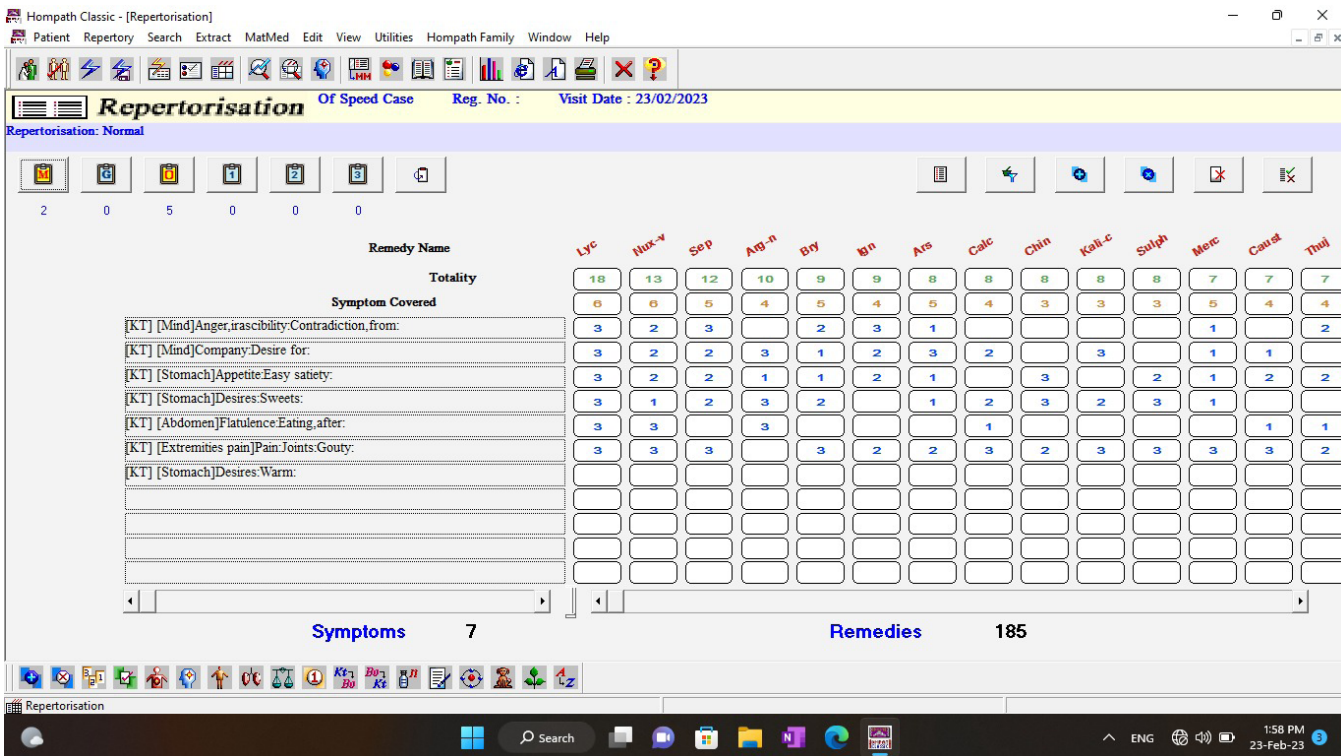 Hompath Classic - [Repertorisation]
Patient Repertory Search Extract MatMed Edit View Utilities Hompath Family Window Help
Repertorisation Of Speed Case Reg. No. : Visit Date : 23/02/2023
Repertorisation: Normal
M G O 1 2 3
2 0 5 0 0 0
Remedy Name Lyc Nux-v Sep Arg-n Bry Ign Ars Calc Chin Kali-c Sulph Merc Caust Thuj
Totality 18 13 12 10 9 9 8 8 8 8 8 7 7 7
Symptom Covered 6 6 5 4 5 4 5 4 3 3 3 5 4 4
[KT] [Mind]Anger,irascibility:Contradiction,from: 3 2 3 2 3 1 1 2
[KT] [Mind]Company:Desire for: 3 2 2 3 1 2 3 2 3 1 1
[KT] [Stomach]Appetite:Easy satiety: 3 2 2 1 1 2 1 3 2 1 2 2
[KT] [Stomach]Desires:Sweets: 3 1 2 3 2 1 2 3 2 3 1
[KT] [Abdomen]Flatulence:Eating,after: 3 3 3 1 1 1
[KT] [Extremities pain]Pain:Joints:Gouty: 3 3 3 3 2 2 3 2 3 3 3 3 2
[KT] [Stomach]Desires:Warm:
Symptoms 7 Remedies 185
Repertorisation
Search
ENG
1:58 PM
23-Feb-23
3